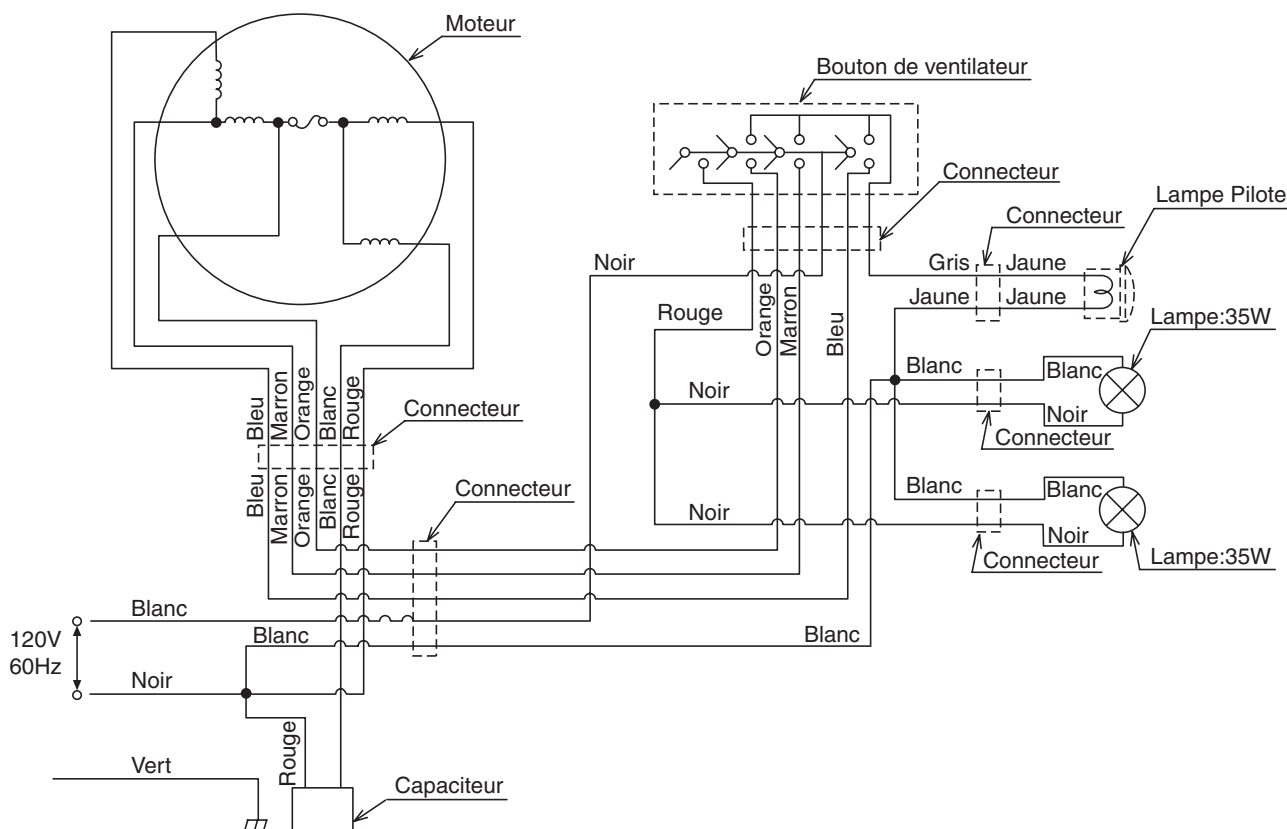 Moteur
Bouton de ventilateur
Connecteur
Lampe Pilote
Connecteur
Noir
Gris
Jaune
Jaune
Jaune
Rouge
Orange
Marron
Bleu
Lampe:35W
Blanc
Blanc
Noir
Noir
Connecteur
Bleu
Marron
Orange
Blanc
Rouge
Connecteur
Bleu
Marron
Orange
Blanc
Rouge
Connecteur
Blanc
Blanc
Noir
Noir
Connecteur
Lampe:35W
Blanc
120V
60Hz
Blanc
Blanc
Noir
Rouge
Vert
Capaciteur